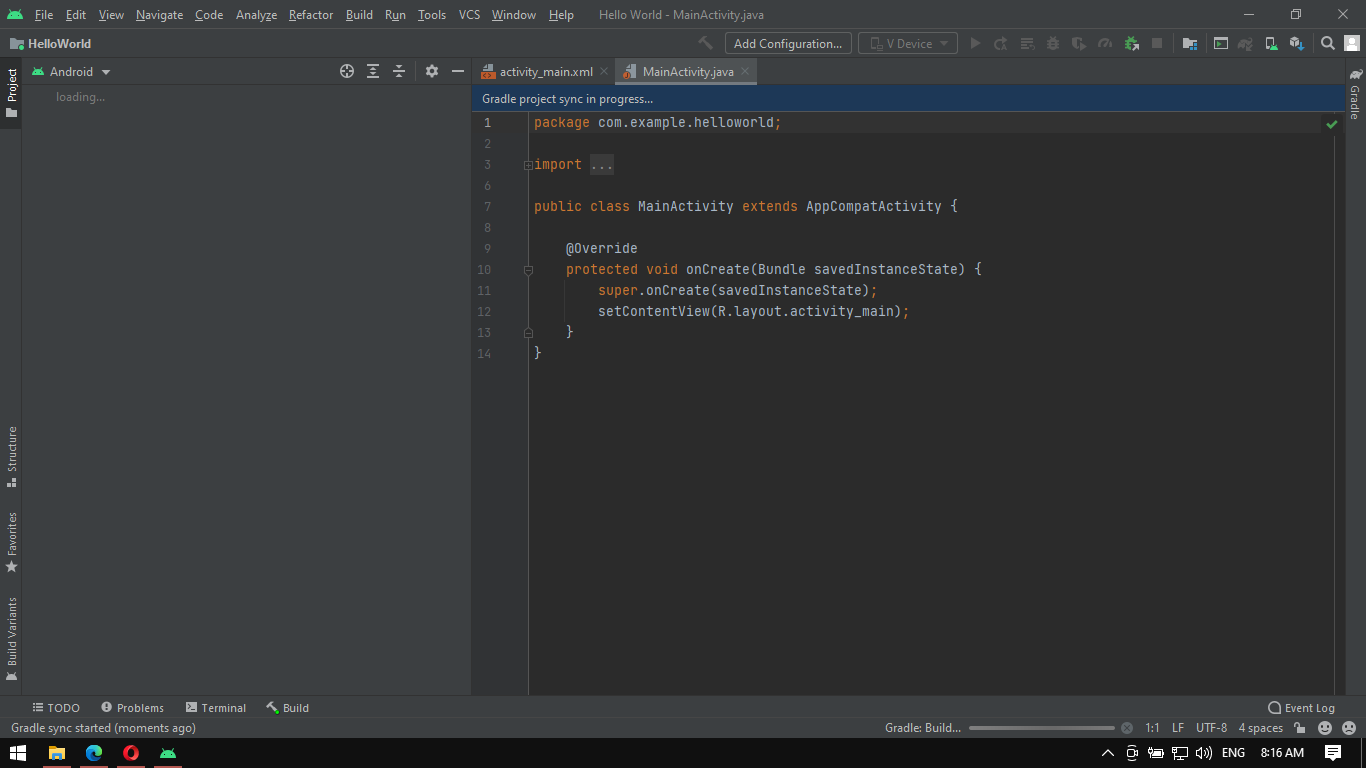 File Edit View Navigate Code Analyze Refactor Build Run Tools VCS Window Help Hello World - MainActivity.java
HelloWorld Add Configuration... V Device
Project
Android
activity_main.xml MainActivity.java
loading...
Gradle project sync in progress...
Gradle
1 package com.example.helloworld;
2
3 import ...
6
7 public class MainActivity extends AppCompatActivity {
8
9 @Override
10 protected void onCreate(Bundle savedInstanceState) {
11 super.onCreate(savedInstanceState);
12 setContentView(R.layout.activity_main);
13 }
14 }
Structure
Favorites
Build Variants
TODO Problems Terminal Build Event Log
Gradle sync started (moments ago) Gradle: Build... 1:1 LF UTF-8 4 spaces
ENG 8:16 AM